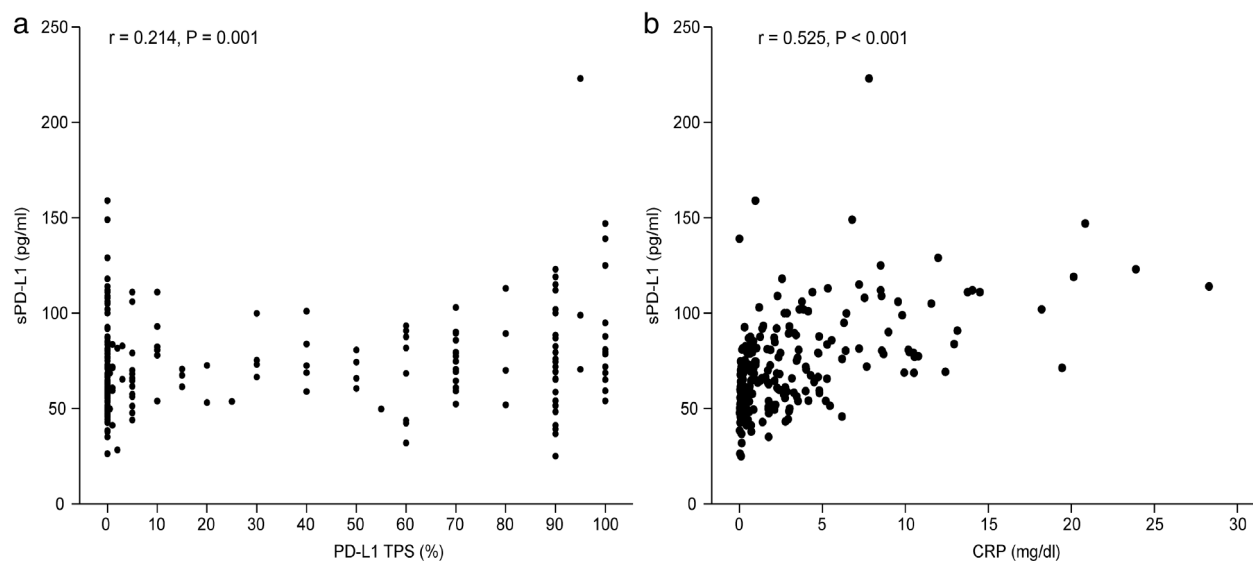 a
r = 0.214, P = 0.001
250
200
150
100
50
0
sPD-L1 (pg/ml)
0 10 20 30 40 50 60 70 80 90 100
PD-L1 TPS (%)
b
r = 0.525, P < 0.001
250
200
150
100
50
0
sPD-L1 (pg/ml)
0 5 10 15 20 25 30
CRP (mg/dl)